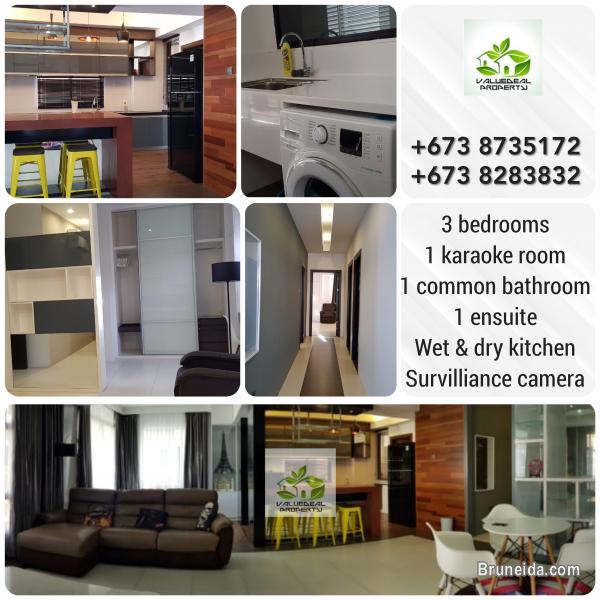 VALUEDEAL
PROPERTY
+673 8735172
+673 8283832
3 bedrooms
1 karaoke room
1 common bathroom
1 ensuite
Wet & dry kitchen
Survilliance camera
VALUEDEAL
PROPERTY
Bruneida.com